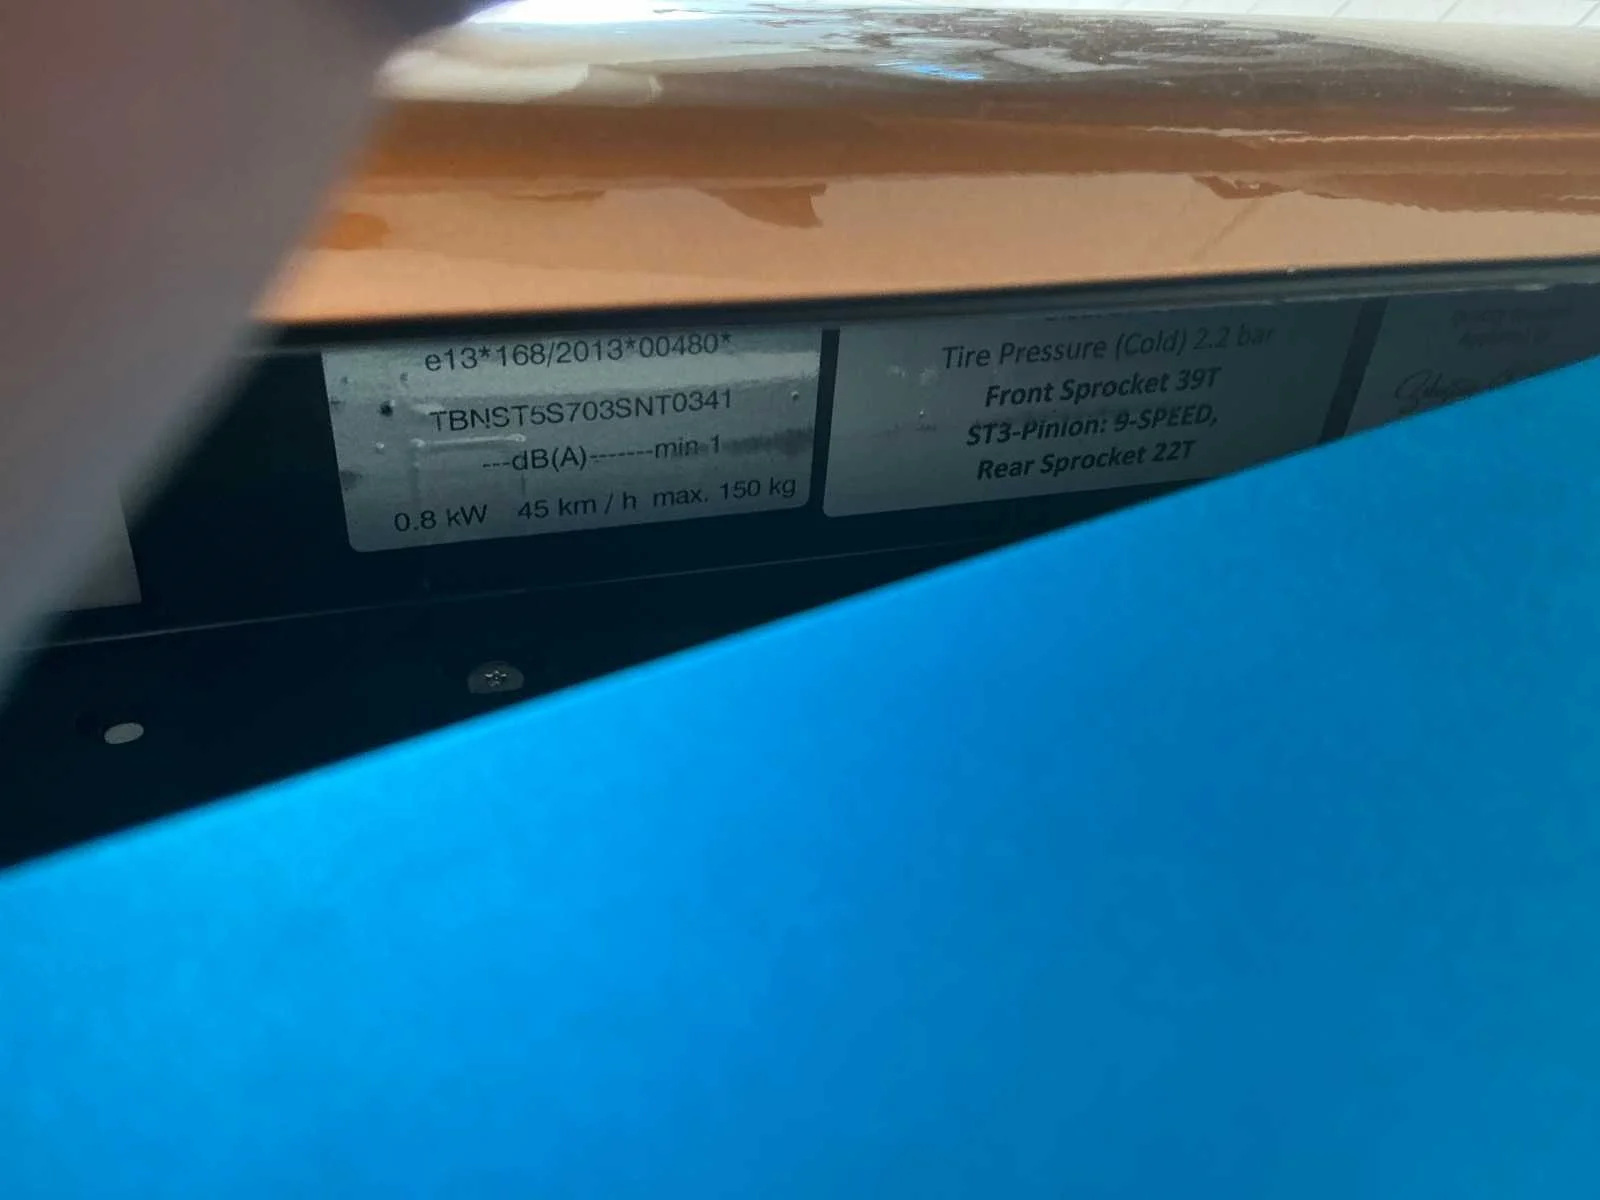 e13*168/2013*00480*
TBNST5S703SNT0341
---dB(A)-------min-1
0.8 kW 45 km / h max. 150 kg
Tire Pressure (Cold) 2.2 bar
Front Sprocket 39T
ST3-Pinion: 9-SPEED,
Rear Sprocket 22T